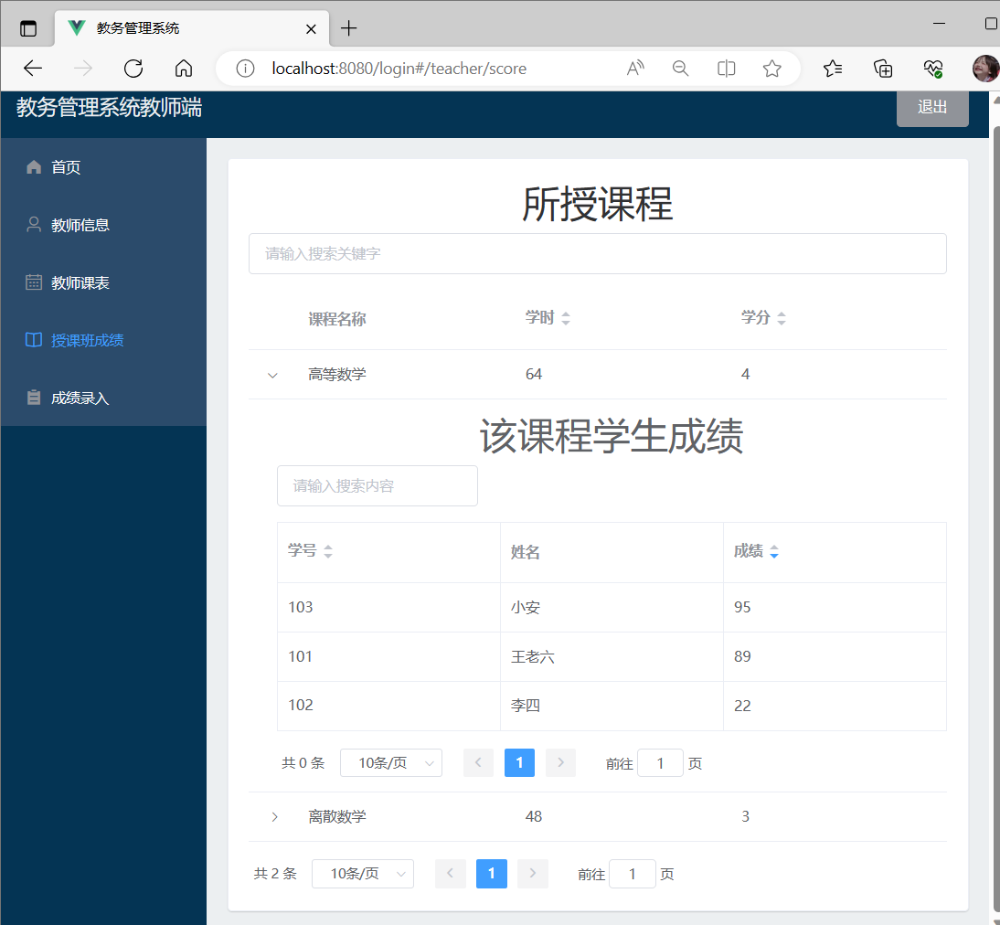 教务管理系统
localhost:8080/login#/teacher/score
教务管理系统教师端
退出
首页
教师信息
教师课表
授课班成绩
成绩录入
所授课程
请输入搜索关键字
课程名称 学时 学分
高等数学 64 4
该课程学生成绩
请输入搜索内容
学号 姓名 成绩
103 小安 95
101 王老六 89
102 李四 22
共 0 条 10条/页 1 前往 1 页
离散数学 48 3
共 2 条 10条/页 1 前往 1 页